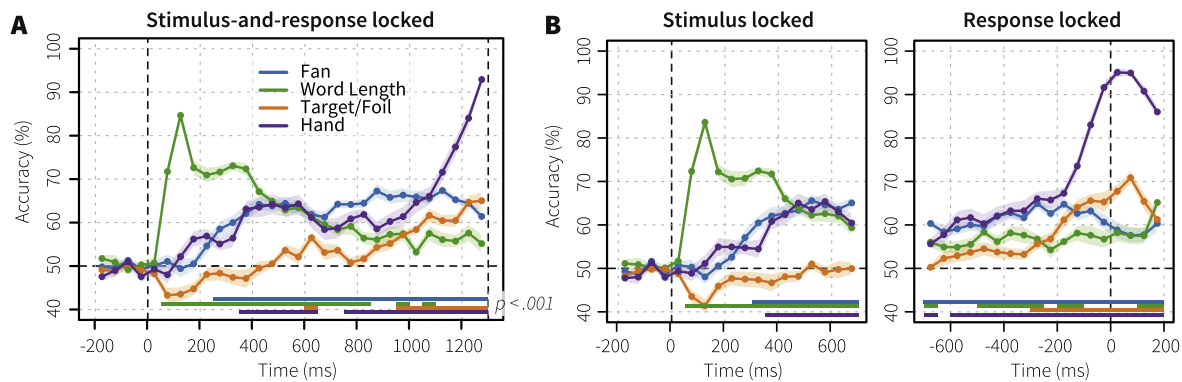 A
Stimulus-and-response locked
Accuracy (%)
100
90
80
70
60
50
40
Fan
Word Length
Target/Foil
Hand
p < .001
-200 0 200 400 600 800 1000 1200
Time (ms)
B
Stimulus locked
Accuracy (%)
100
90
80
70
60
50
40
-200 0 200 400 600
Time (ms)
Response locked
100
90
80
70
60
50
40
-600 -400 -200 0 200
Time (ms)